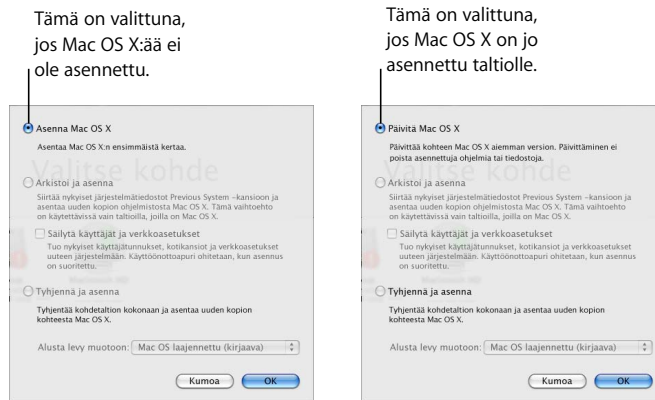 Tämä on valittuna,
jos Mac OS X:ää ei
ole asennettu.
Asenna Mac OS X
Asentaa Mac OS X:n ensimmäistä kertaa.
Valitse kohde
Arkistoi ja asenna
Siirtää nykyiset järjestelmätiedostot Previous System -kansioon ja
asentaa uuden kopion ohjelmistosta Mac OS X. Tämä vaihtoehto
on käytettävissä vain taltioilla, joilla on Mac OS X.
Säilytä käyttäjät ja verkkoasetukset
Tuo nykyiset käyttäjätunnukset, kotikansiot ja verkkoasetukset
uuteen järjestelmään. Käyttöönottoapuri ohitetaan, kun asennus
on suoritettu.
Tyhjennä ja asenna
Tyhjentää kohdetaltion kokonaan ja asentaa uuden kopion
kohteesta Mac OS X.
Alusta levy muotoon: Mac OS laajennettu (kirjaava)
Kumoa OK
Tämä on valittuna,
jos Mac OS X on jo
asennettu taltiolle.
Päivitä Mac OS X
Päivittää kohteen Mac OS X aiemman version. Päivittäminen ei
poista asennettuja ohjelmia tai tiedostoja.
Valitse kohde
Arkistoi ja asenna
Siirtää nykyiset järjestelmätiedostot Previous System -kansioon ja
asentaa uuden kopion ohjelmistosta Mac OS X. Tämä vaihtoehto
on käytettävissä vain taltioilla, joilla on Mac OS X.
Säilytä käyttäjät ja verkkoasetukset
Tuo nykyiset käyttäjätunnukset, kotikansiot ja verkkoasetukset
uuteen järjestelmään. Käyttöönottoapuri ohitetaan, kun asennus
on suoritettu.
Tyhjennä ja asenna
Tyhjentää kohdetaltion kokonaan ja asentaa uuden kopion
kohteesta Mac OS X.
Alusta levy muotoon: Mac OS laajennettu (kirjaava)
Kumoa OK